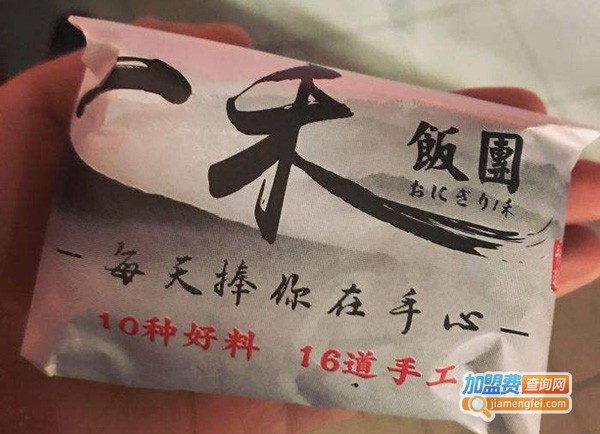 一禾
飯團
おにぎり1禾
每天捧你在手心
10种好料 16道手工
加盟费查询网
jiamengfei.com